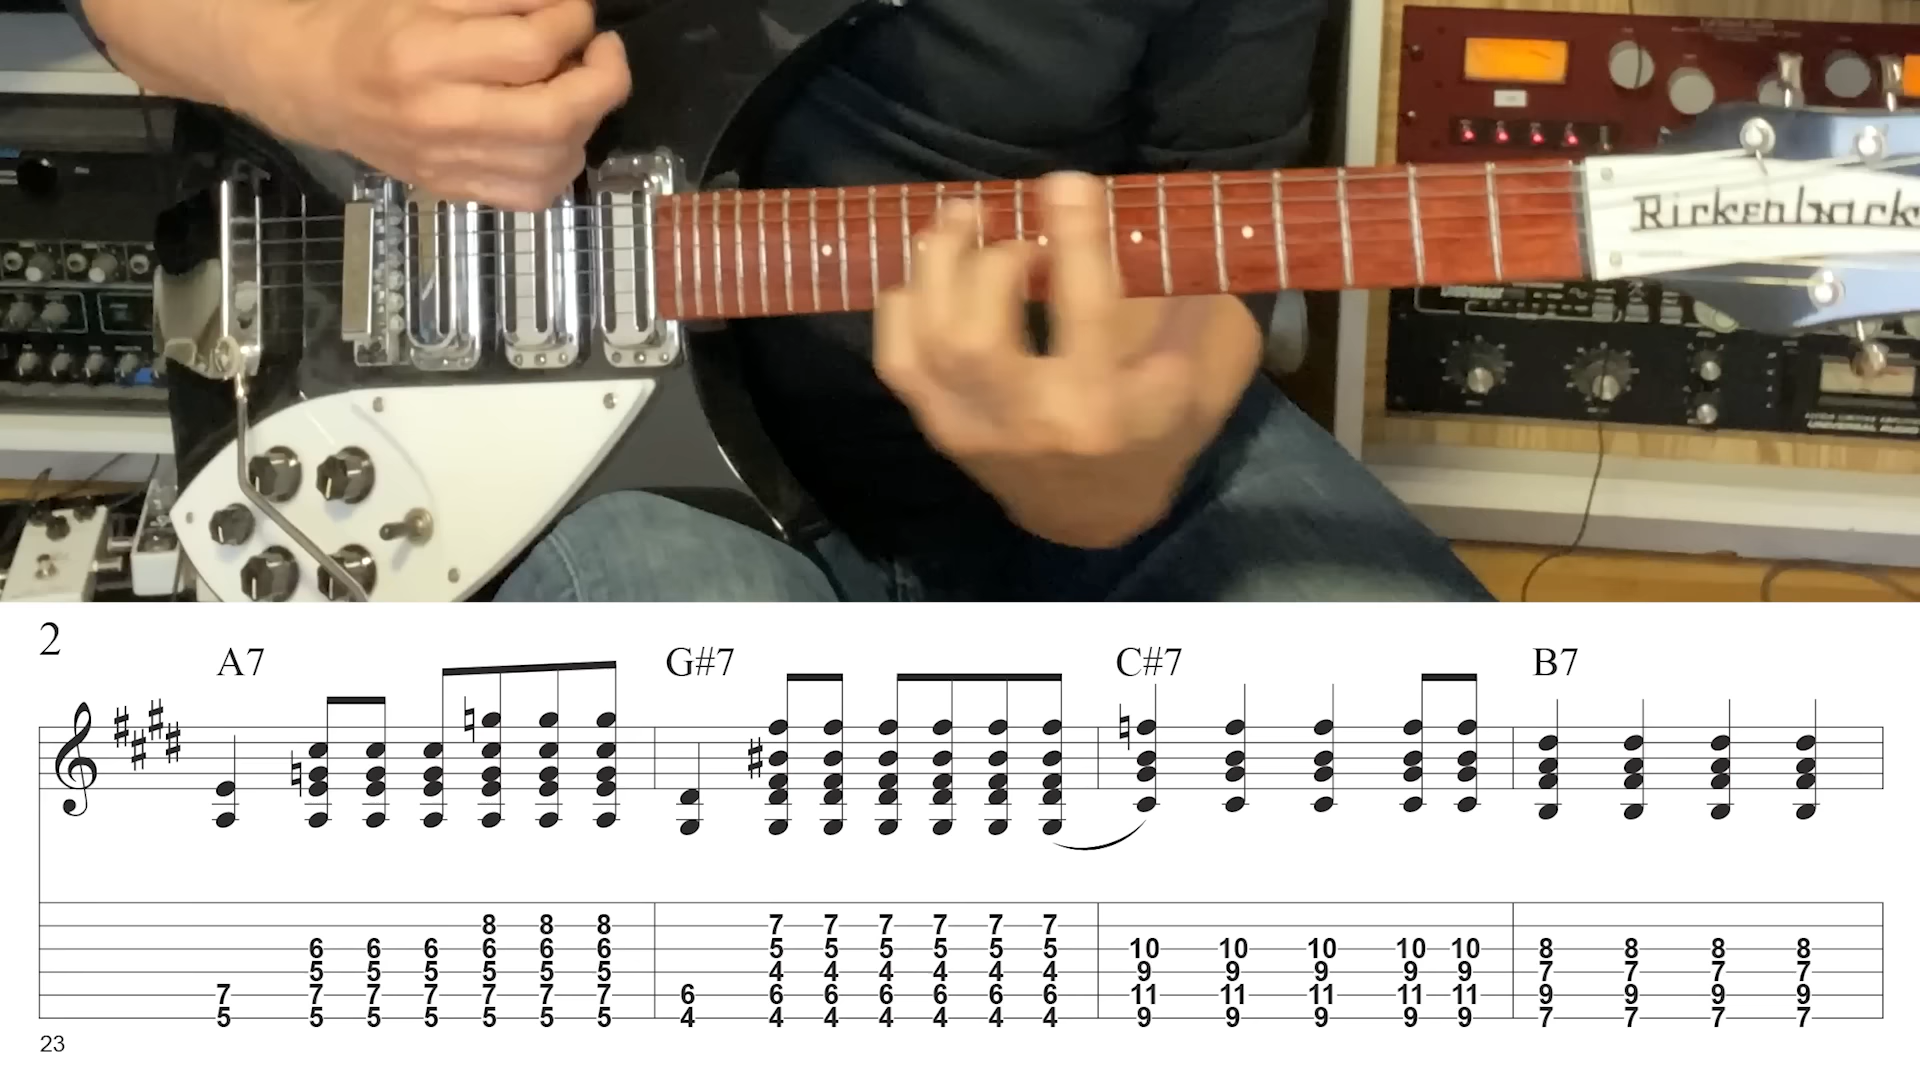 Rickenback
2
A7 G#7 C#7 B7
8 8 8 7 7 7 7 7 7
6 6 6 6 6 6 5 5 5 5 5 5 10 10 10 10 10 8 8 8 8
5 5 5 5 5 5 4 4 4 4 4 4 9 9 9 9 9 7 7 7 7
7 7 7 7 7 7 7 6 6 6 6 6 6 6 11 11 11 11 11 9 9 9 9
5 5 5 5 5 5 5 4 4 4 4 4 4 4 9 9 9 9 9 7 7 7 7
23